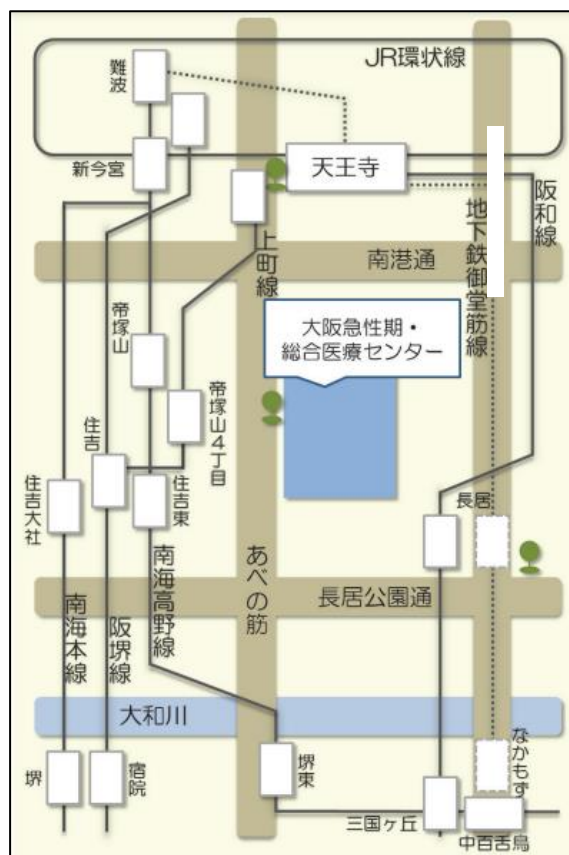 JR環状線
難波
新今宮
天王寺
阪和線
地下鉄御堂筋線
上町線
南港通
大阪急性期・
総合医療センター
帝塚山
帝塚山4丁目
住吉
住吉大社
住吉東
長居
南海高野線
あべの筋
長居公園通
南海本線
阪堺線
大和川
堺
宿院
堺東
なかもず
三国ヶ丘
中百舌鳥